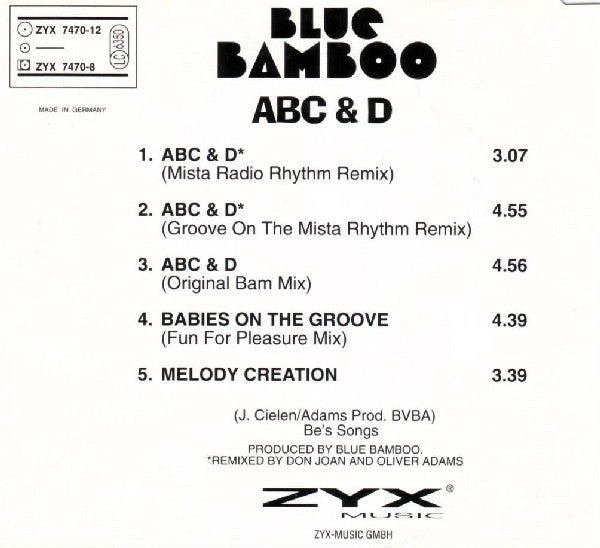 ZYX 7470-12
ZYX 7470-8
LC 6350
MADE IN GERMANY
BLUE
BAMBOO
ABC & D
1. ABC & D* 3.07
(Mista Radio Rhythm Remix)
2. ABC & D* 4.55
(Groove On The Mista Rhythm Remix)
3. ABC & D 4.56
(Original Bam Mix)
4. BABIES ON THE GROOVE 4.39
(Fun For Pleasure Mix)
5. MELODY CREATION 3.39
(J. Cielen/Adams Prod. BVBA)
Be's Songs
PRODUCED BY BLUE BAMBOO.
*REMIXED BY DON JOAN AND OLIVER ADAMS
ZYX®
MUSIC
ZYX-MUSIC GMBH